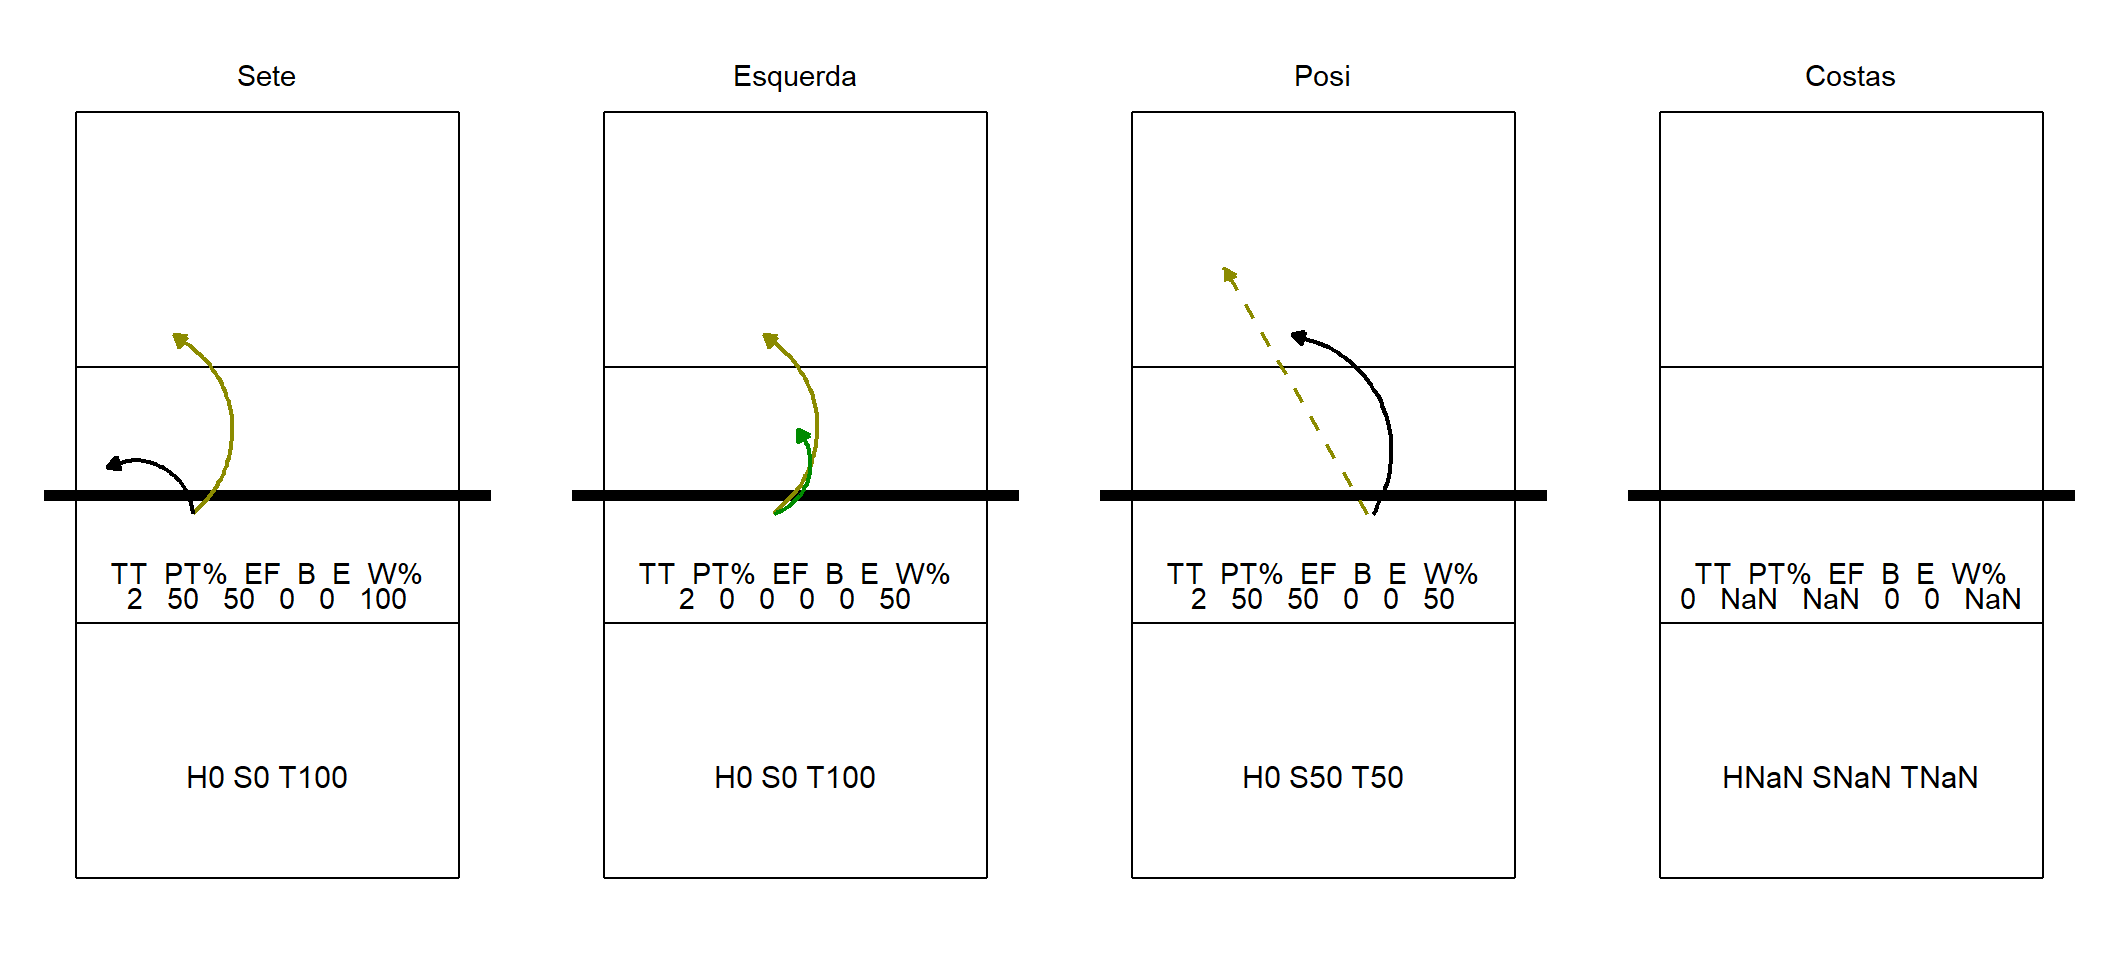 Sete
TT PT% EF B E W%
2 50 50 0 0 100
H0 S0 T100
Esquerda
TT PT% EF B E W%
2 0 0 0 0 50
H0 S0 T100
Posi
TT PT% EF B E W%
2 50 50 0 0 50
H0 S50 T50
Costas
TT PT% EF B E W%
0 NaN NaN 0 0 NaN
HNaN SNaN TNaN